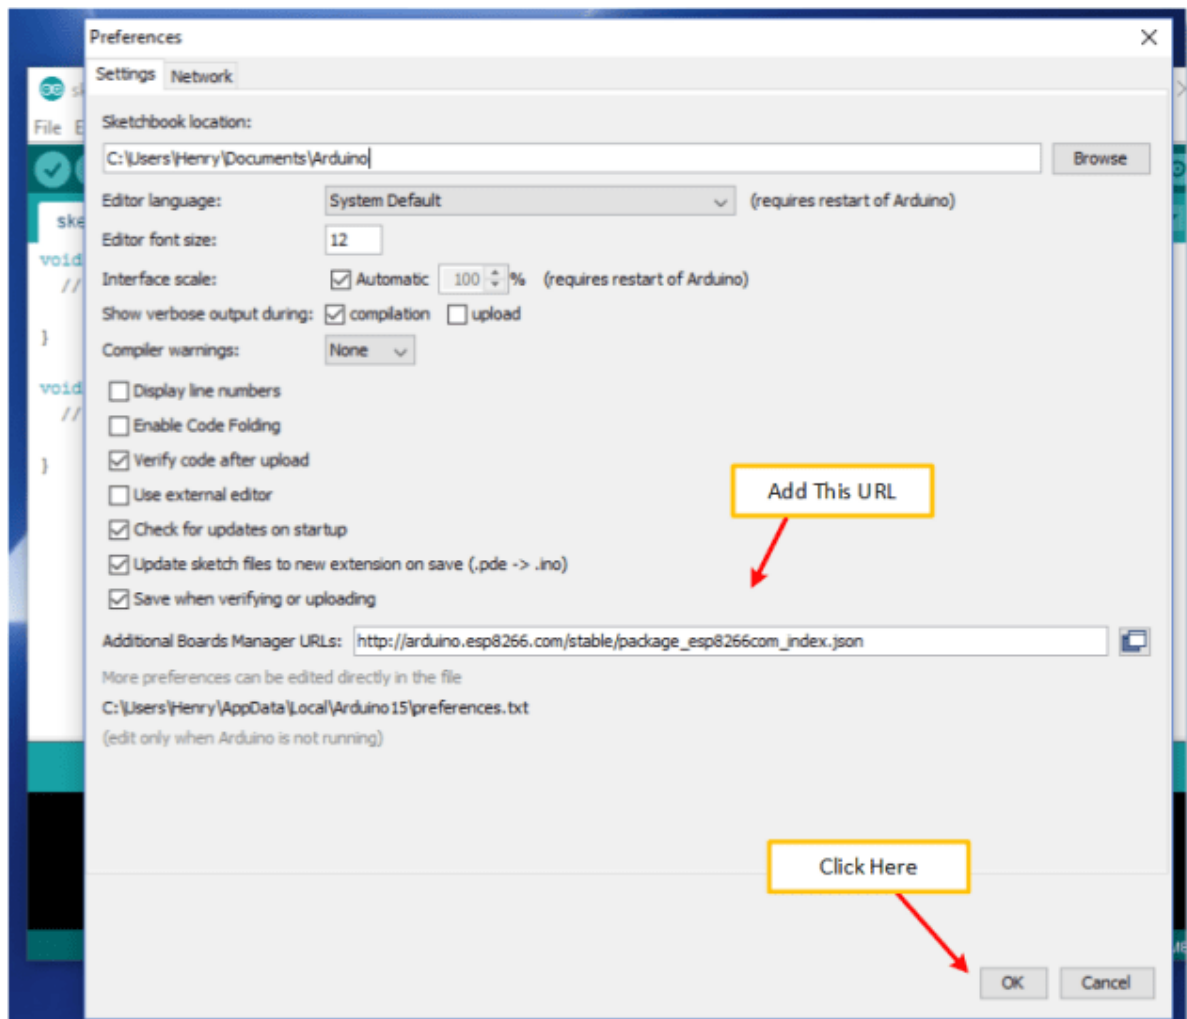 Preferences
Settings Network
File E
Sketchbook location:
C:\Users\Henry\Documents\Arduino
Browse
Editor language: System Default (requires restart of Arduino)
ske
Editor font size: 12
void
//
Interface scale: Automatic 100 % (requires restart of Arduino)
Show verbose output during: compilation upload
}
Compiler warnings: None
void
//
}
Display line numbers
Enable Code Folding
Verify code after upload
Use external editor
Add This URL
Check for updates on startup
Update sketch files to new extension on save (.pde -> .ino)
Save when verifying or uploading
Additional Boards Manager URLs: http://arduino.esp8266.com/stable/package_esp8266com_index.json
More preferences can be edited directly in the file
C:\Users\Henry\AppData\Local\Arduino15\preferences.txt
(edit only when Arduino is not running)
Click Here
OK Cancel